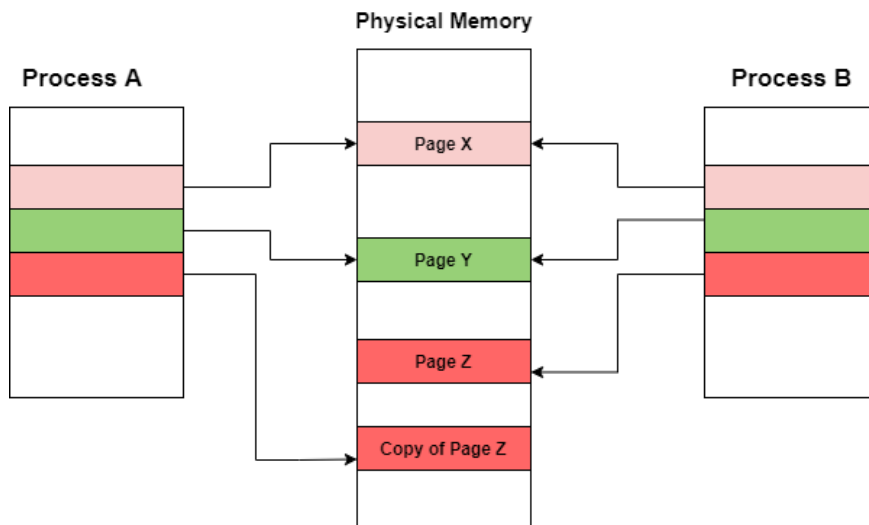 Physical Memory
Process A
Process B
Page X
Page Y
Page Z
Copy of Page Z